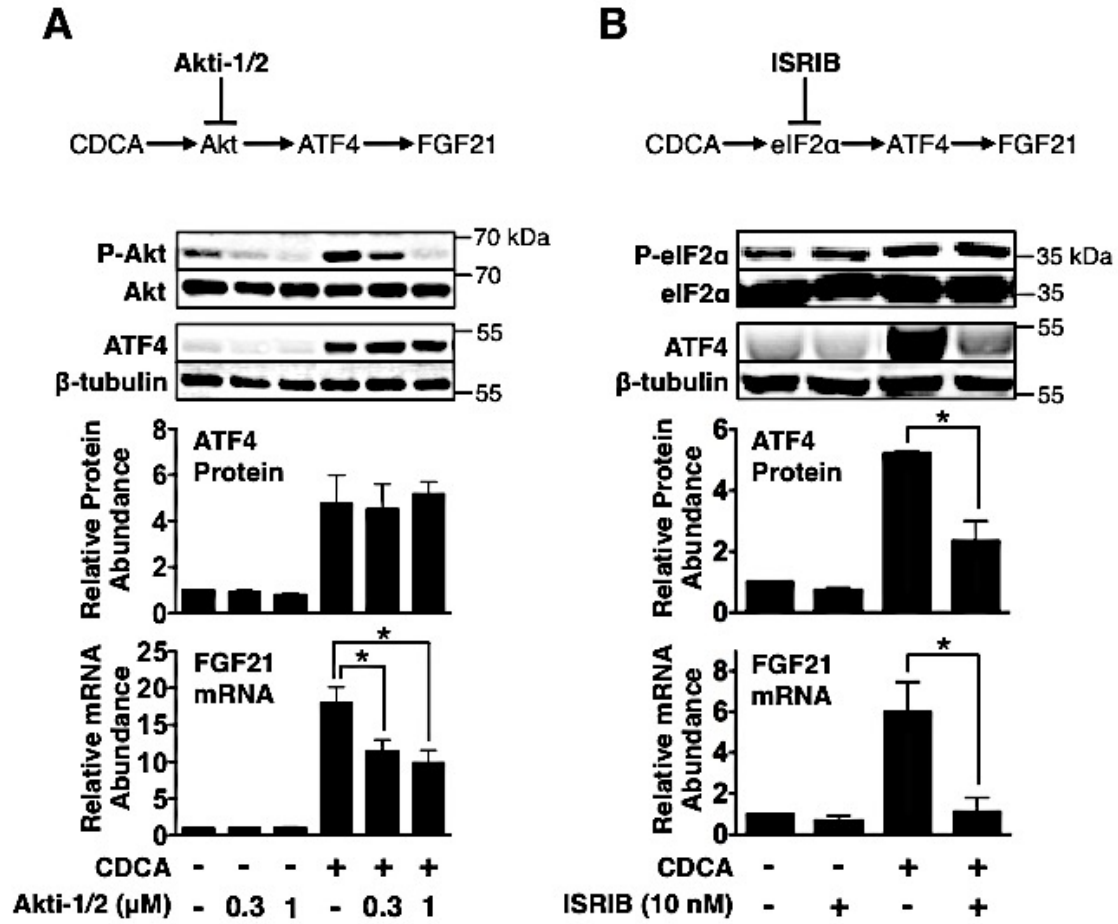 A
Akti-1/2
CDCA Akt ATF4 FGF21
P-Akt 70 kDa
Akt 70
ATF4 55
β-tubulin 55
Relative Protein Abundance
8
6
4
2
0
ATF4
Protein
Relative mRNA Abundance
25
20
15
10
5
0
FGF21
mRNA
* *
CDCA - - - + + +
Akti-1/2 (µM) - 0.3 1 - 0.3 1
B
ISRIB
CDCA eIF2α ATF4 FGF21
P-eIF2α 35 kDa
eIF2α 35
ATF4 55
β-tubulin 55
Relative Protein Abundance
6
4
2
0
ATF4
Protein
*
Relative mRNA Abundance
8
6
4
2
0
FGF21
mRNA
*
CDCA - - + +
ISRIB (10 nM) - + - +